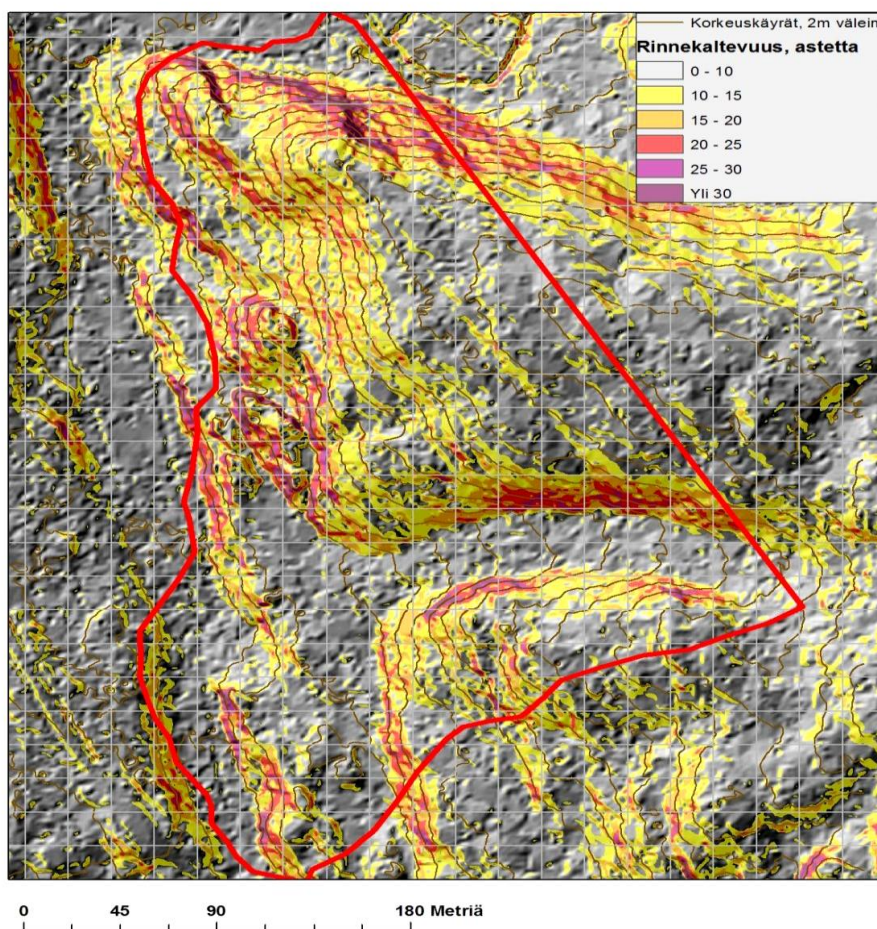 Korkeuskäyrät, 2m välein
Rinnekaltevuus, astetta
0 - 10
10 - 15
15 - 20
20 - 25
25 - 30
Yli 30
0 45 90 180 Metriä